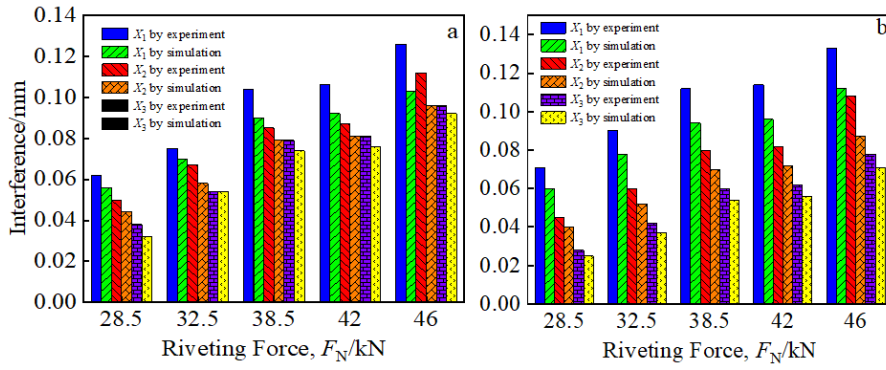 a
0.14
0.12
0.10
0.08
0.06
0.04
0.02
0.00
Interference/mm
X₁ by experiment
X₁ by simulation
X₂ by experiment
X₂ by simulation
X₃ by experiment
X₃ by simulation
28.5 32.5 38.5 42 46
Riveting Force, F_N/kN
b
0.14
0.12
0.10
0.08
0.06
0.04
0.02
0.00
X₁ by experiment
X₁ by simulation
X₂ by experiment
X₂ by simulation
X₃ by experiment
X₃ by simulation
28.5 32.5 38.5 42 46
Riveting Force, F_N/kN